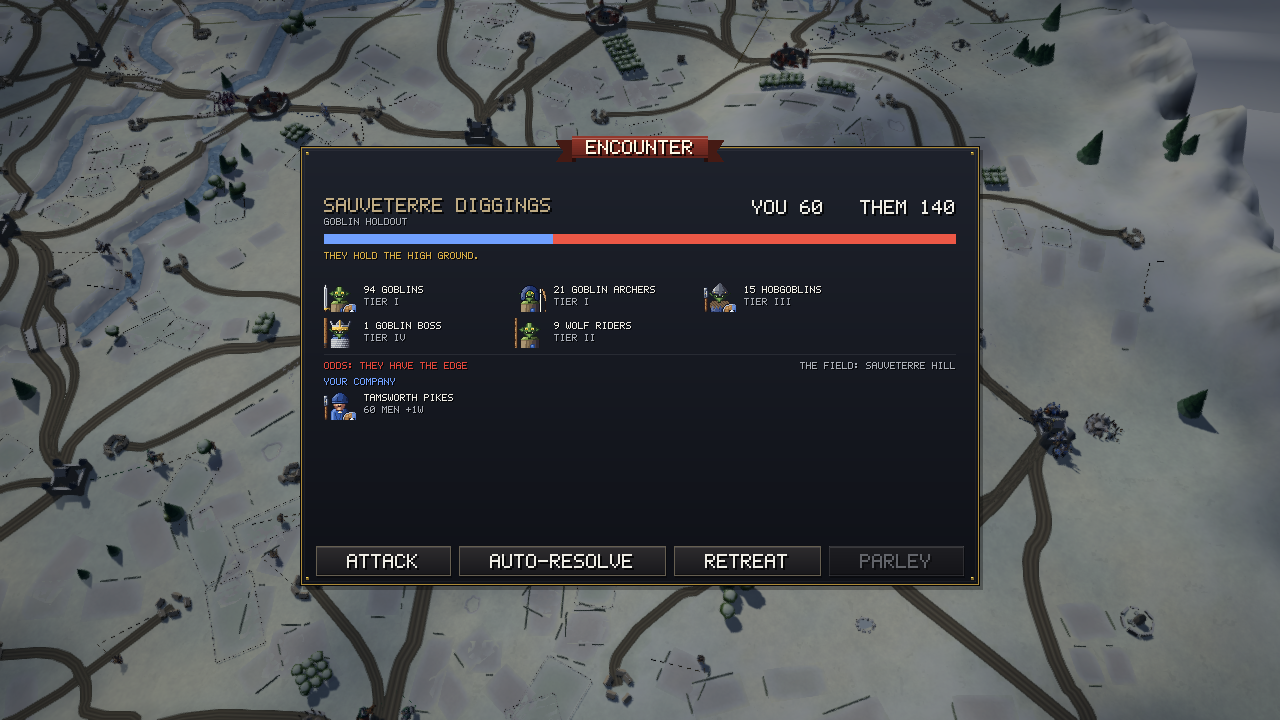 ENCOUNTER
SAUVETERRE DIGGINGS
YOU 60 THEM 140
GOBLIN HOLDOUT
THEY HOLD THE HIGH GROUND.
94 GOBLINS
TIER I
21 GOBLIN ARCHERS
TIER I
15 HOBGOBLINS
TIER III
1 GOBLIN BOSS
TIER IV
9 WOLF RIDERS
TIER II
ODDS: THEY HAVE THE EDGE
THE FIELD: SAUVETERRE HILL
YOUR COMPANY
TAMSWORTH PIKES
60 MEN +1W
ATTACK
AUTO-RESOLVE
RETREAT
PARLEY